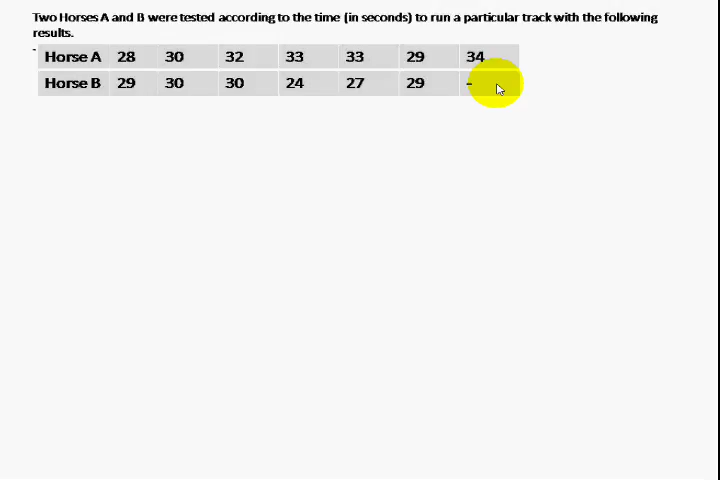 Two Horses A and B were tested according to the time (in seconds) to run a particular track with the following
results.
Horse A 28 30 32 33 33 29 34
Horse B 29 30 30 24 27 29 -